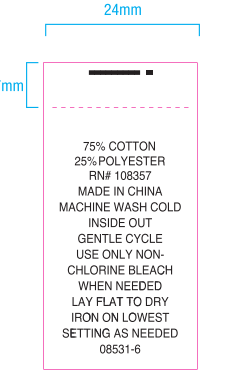 24mm
mm
75% COTTON
25% POLYESTER
RN# 108357
MADE IN CHINA
MACHINE WASH COLD
INSIDE OUT
GENTLE CYCLE
USE ONLY NON-
CHLORINE BLEACH
WHEN NEEDED
LAY FLAT TO DRY
IRON ON LOWEST
SETTING AS NEEDED
08531-6